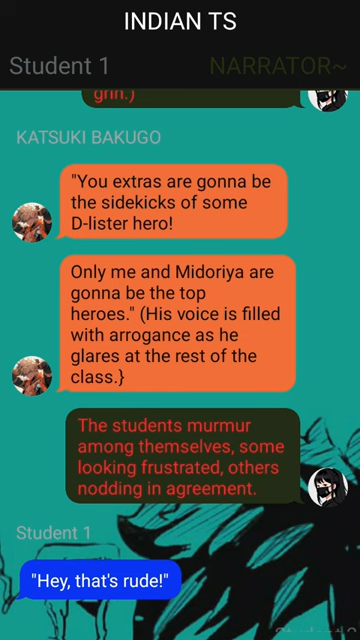 INDIAN TS
Student 1
NARRATOR~
grin.)
KATSUKI BAKUGO
"You extras are gonna be
the sidekicks of some
D-lister hero!
Only me and Midoriya are
gonna be the top
heroes." (His voice is filled
with arrogance as he
glares at the rest of the
class.}
The students murmur
among themselves, some
looking frustrated, others
nodding in agreement.
Student 1
"Hey, that's rude!"